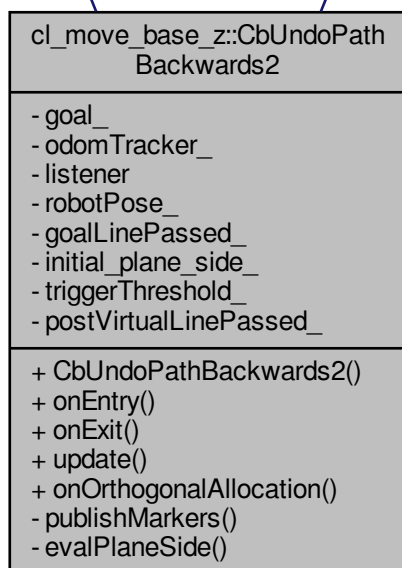 cl_move_base_z::CbUndoPath
Backwards2
- goal_
- odomTracker_
- listener
- robotPose_
- goalLinePassed_
- initial_plane_side_
- triggerThreshold_
- postVirtualLinePassed_
+ CbUndoPathBackwards2()
+ onEntry()
+ onExit()
+ update()
+ onOrthogonalAllocation()
- publishMarkers()
- evalPlaneSide()